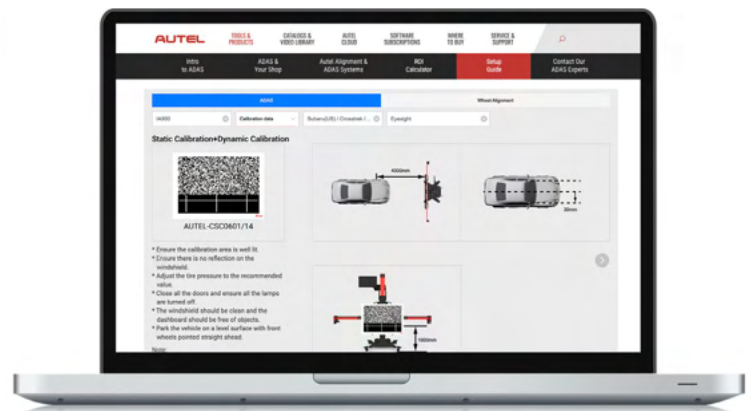 AUTEL
TOOLS &
PRODUCTS
CATALOGS &
VIDEO LIBRARY
AUTEL
CLOUD
SOFTWARE
SUBSCRIPTIONS
WHERE
TO BUY
SERVICE &
SUPPORT
Intro
to ADAS
ADAS &
Your Shop
Autel Alignment &
ADAS Systems
ROI
Calculator
Setup
Guide
Contact Our
ADAS Experts
ADAS
Wheel Alignment
IA900
Calibration data
Subaru(US) / Crosstrek /...
Eyesight
Static Calibration+Dynamic Calibration
AUTEL-CSC0601/14
4000mm
30mm
* Ensure the calibration area is well lit.
* Ensure there is no reflection on the
windshield.
* Adjust the tire pressure to the recommended
value.
* Close all the doors and ensure all the lamps
are turned off.
* The windshield should be clean and the
dashboard should be free of objects.
* Park the vehicle on a level surface with front
wheels pointed straight ahead.
Note:
1000mm